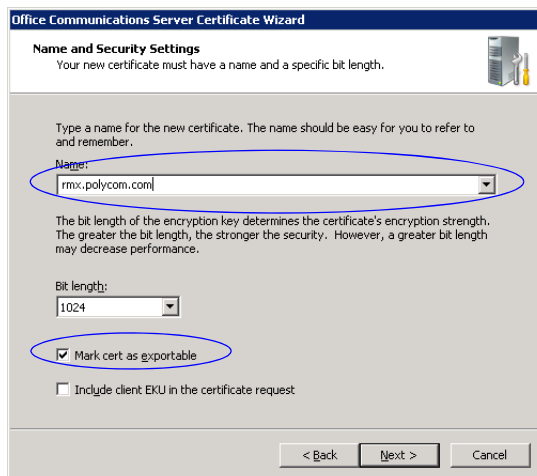 Office Communications Server Certificate Wizard
Name and Security Settings
Your new certificate must have a name and a specific bit length.
Type a name for the new certificate. The name should be easy for you to refer to
and remember.
Name:
rmx.polycom.com
The bit length of the encryption key determines the certificate's encryption strength.
The greater the bit length, the stronger the security. However, a greater bit length
may decrease performance.
Bit length:
1024
Mark cert as exportable
Include client EKU in the certificate request
< Back
Next >
Cancel